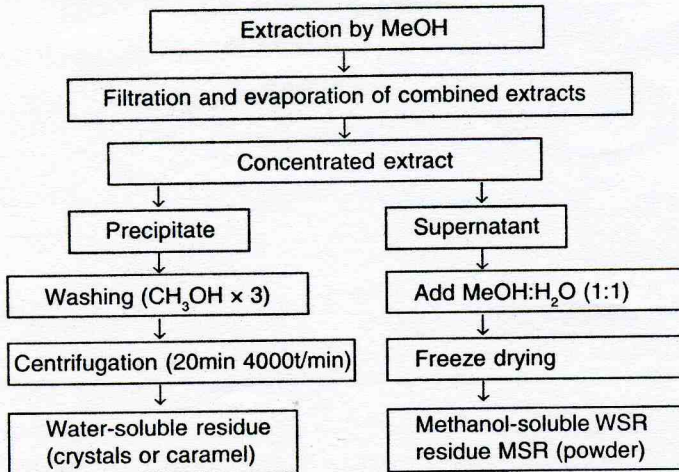 Extraction by MeOH
Filtration and evaporation of combined extracts
Concentrated extract
Precipitate
Supernatant
Washing (CH₃OH × 3)
Add MeOH:H₂O (1:1)
Centrifugation (20min 4000t/min)
Freeze drying
Water-soluble residue
(crystals or caramel)
Methanol-soluble WSR
residue MSR (powder)